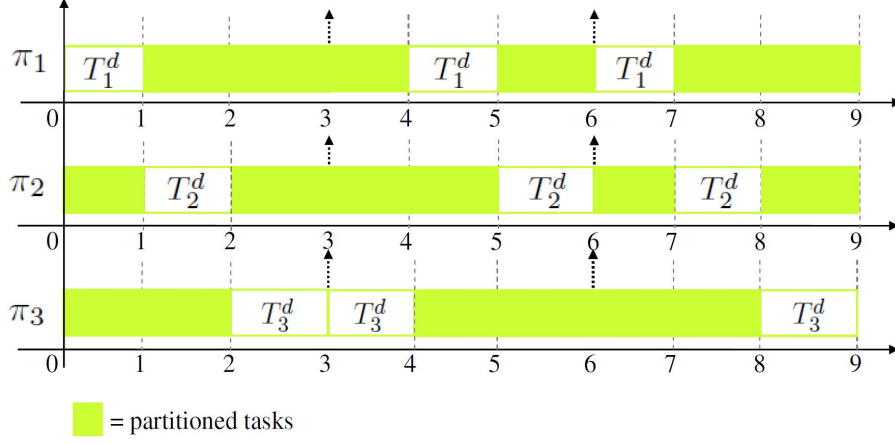 π₁ T₁ᵈ T₁ᵈ T₁ᵈ
0 1 2 3 4 5 6 7 8 9
π₂ T₂ᵈ T₂ᵈ T₂ᵈ
0 1 2 3 4 5 6 7 8 9
π₃ T₃ᵈ T₃ᵈ T₃ᵈ
0 1 2 3 4 5 6 7 8 9
= partitioned tasks